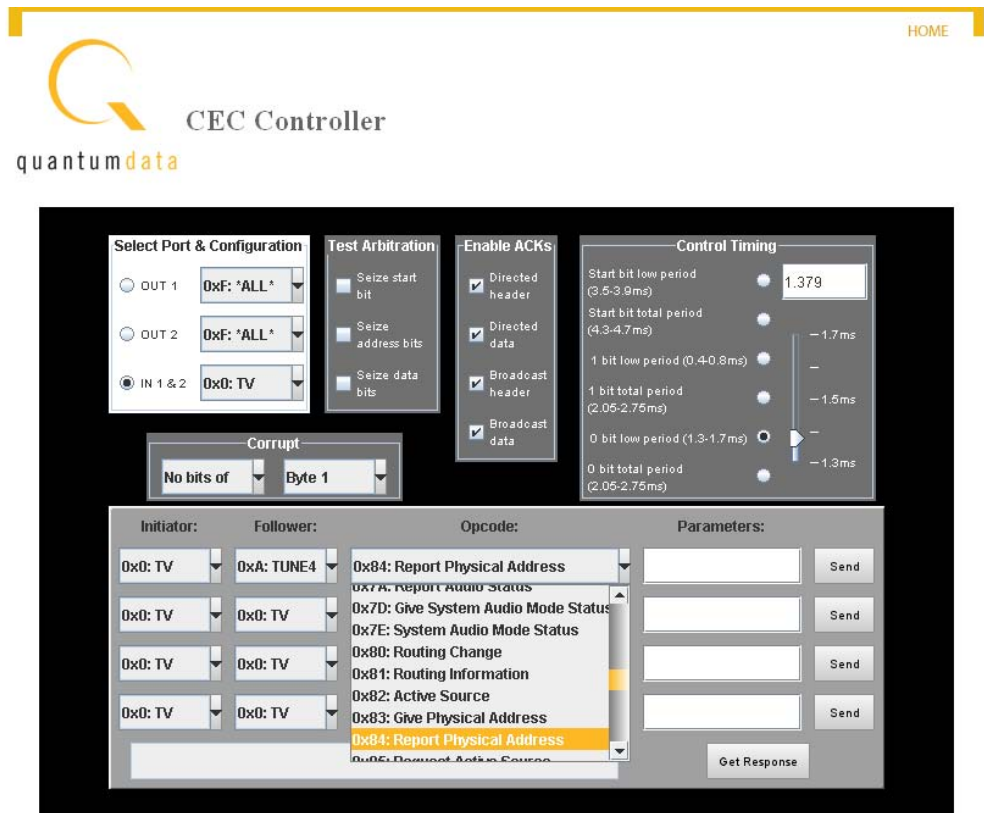 HOME
CEC Controller
quantumdata
Select Port & Configuration
OUT 1
0xF: *ALL*
OUT 2
0xF: *ALL*
IN 1 & 2
0x0: TV
Test Arbitration
Seize start
bit
Seize
address bits
Seize data
bits
Enable ACKs
Directed
header
Directed
data
Broadcast
header
Broadcast
data
Control Timing
Start bit low period
(3.5-3.9ms)
1.379
Start bit total period
(4.3-4.7ms)
1 bit low period (0.4-0.8ms)
1 bit total period
(2.05-2.75ms)
0 bit low period (1.3-1.7ms)
0 bit total period
(2.05-2.75ms)
1.7ms
1.5ms
1.3ms
Corrupt
No bits of
Byte 1
Initiator: Follower: Opcode: Parameters:
0x0: TV 0xA: TUNE4 0x84: Report Physical Address Send
0x7A: Report Audio Status
0x7D: Give System Audio Mode Status
0x7E: System Audio Mode Status
0x80: Routing Change
0x81: Routing Information
0x82: Active Source
0x83: Give Physical Address
0x84: Report Physical Address
0x85: Request Active Source
0x0: TV 0x0: TV Send
0x0: TV 0x0: TV Send
0x0: TV 0x0: TV Send
Get Response